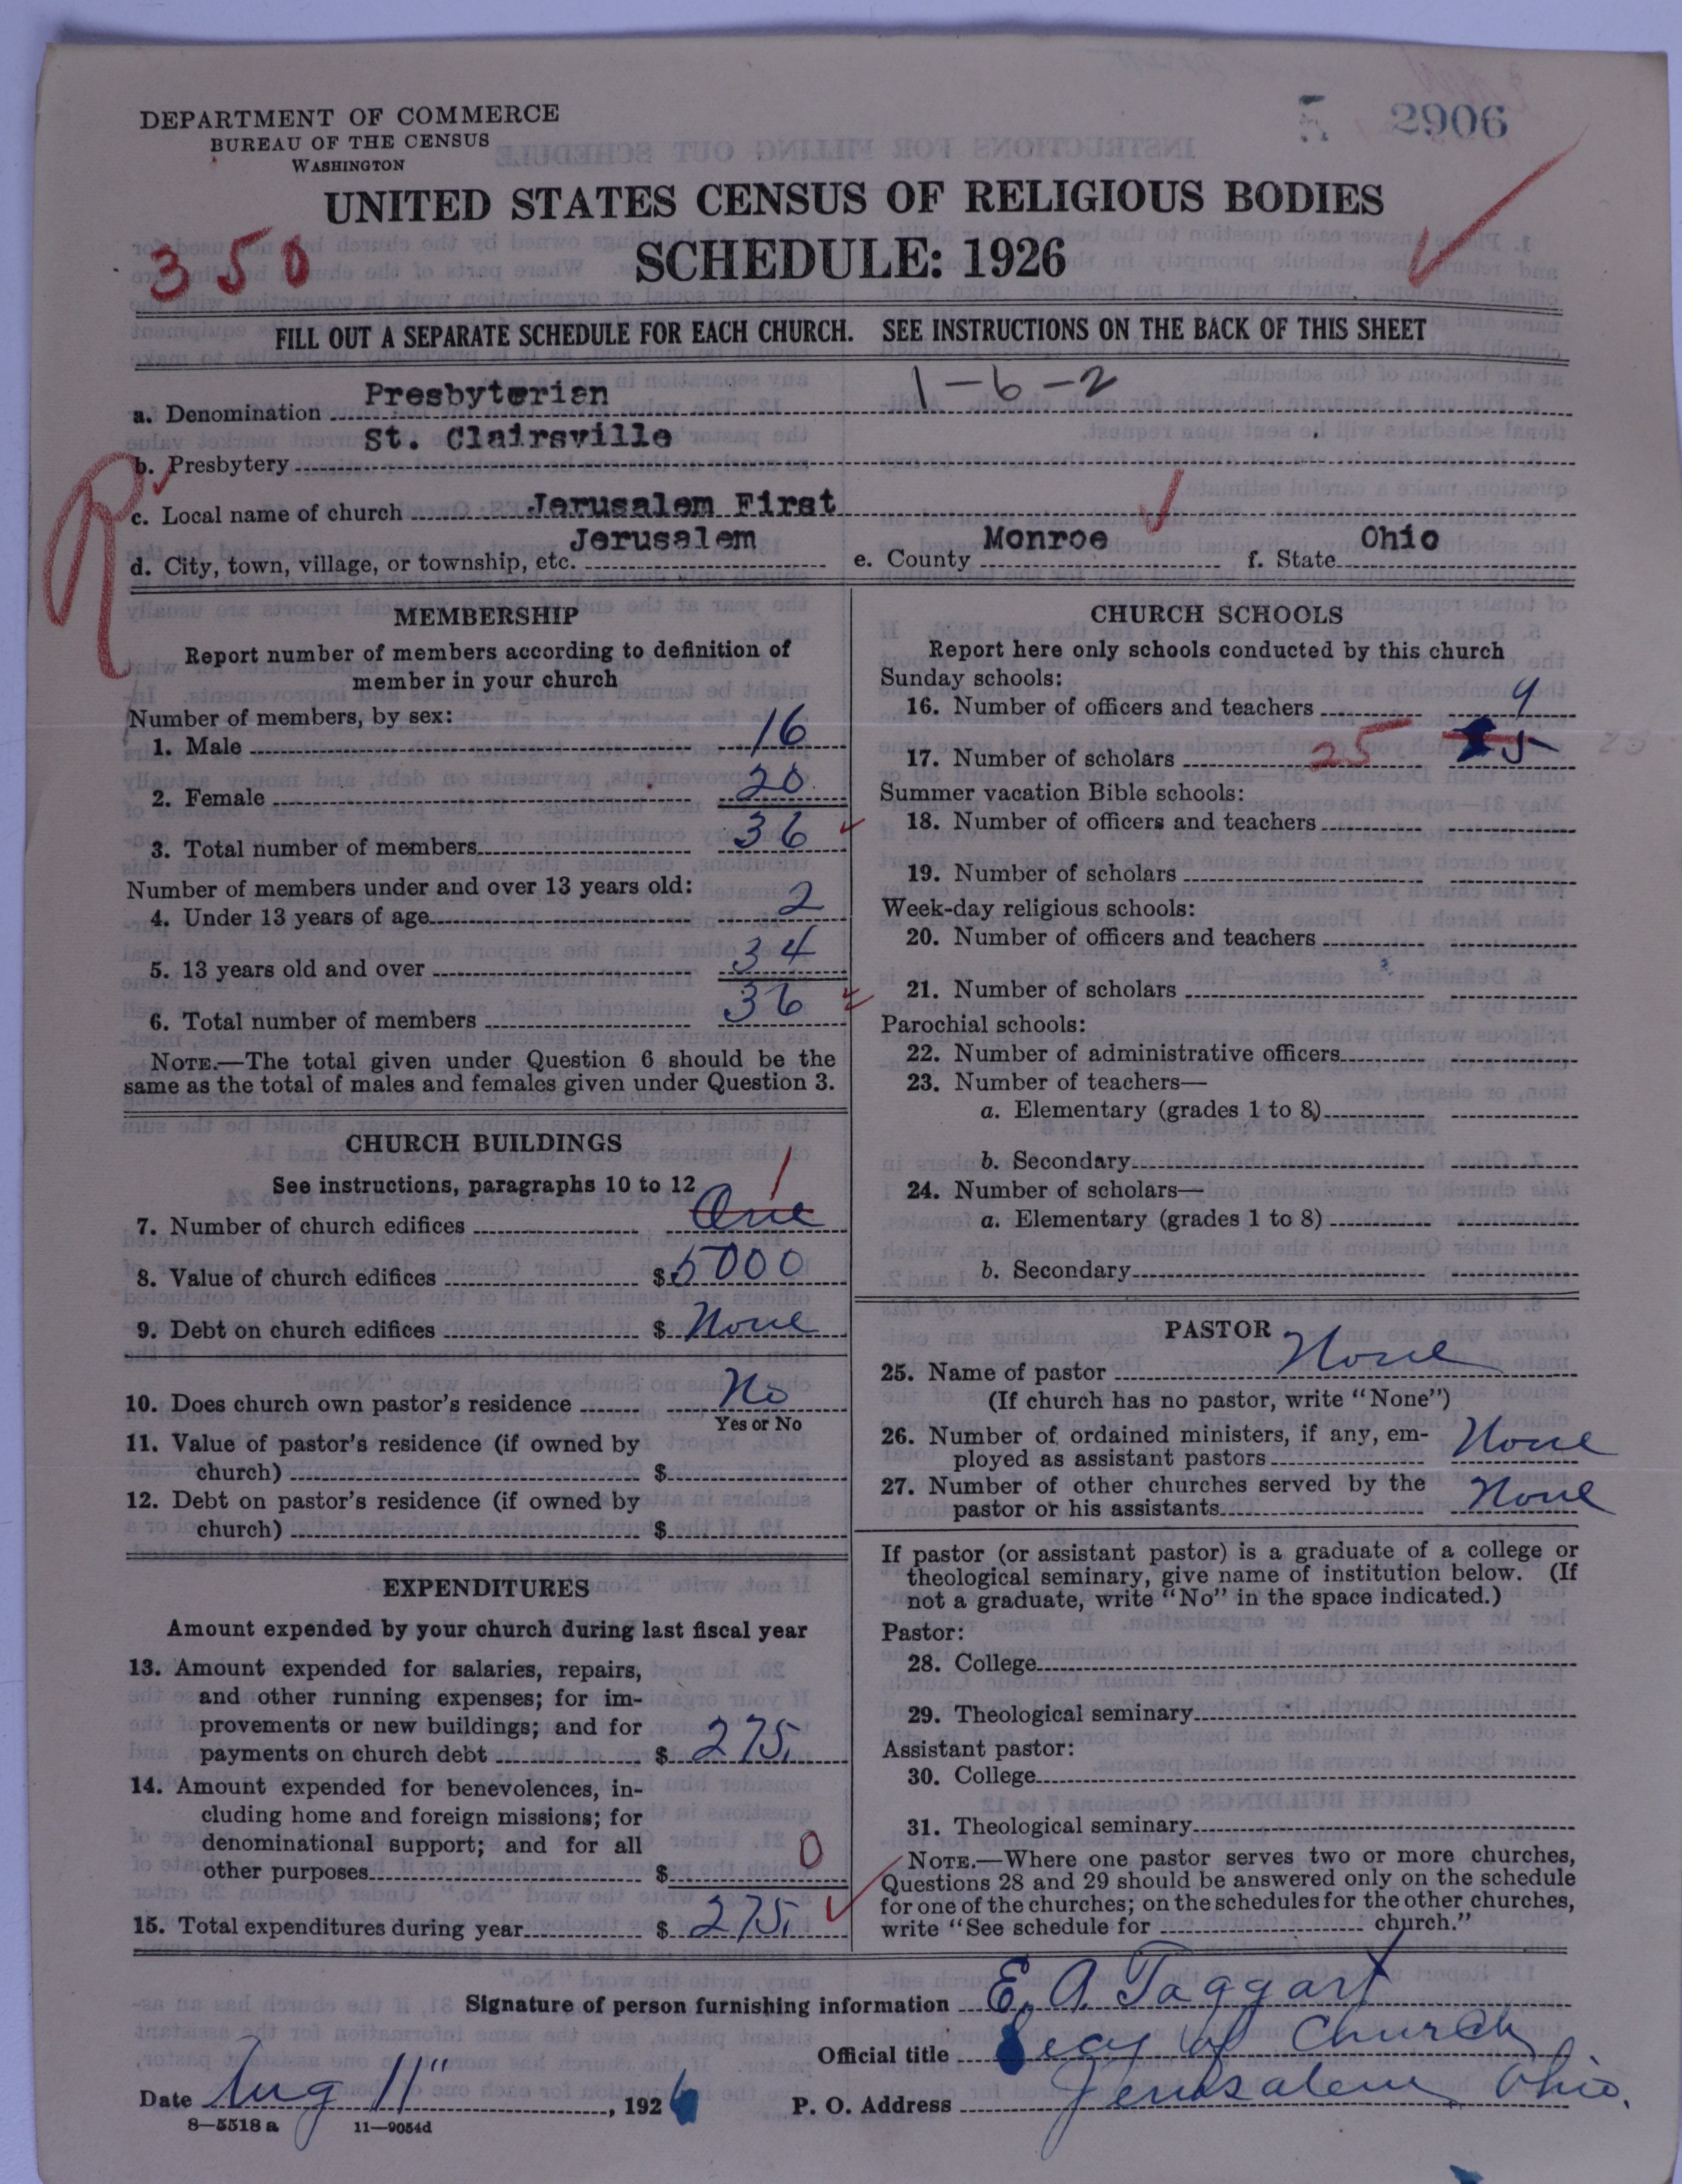 DEPARTMENT OF COMMERCE
BUREAU OF THE CENSUS
WASHINGTON
2906
UNITED STATES CENSUS OF RELIGIOUS BODIES
SCHEDULE: 1926
350
FILL OUT A SEPARATE SCHEDULE FOR EACH CHURCH. SEE INSTRUCTIONS ON THE BACK OF THIS SHEET
a. Denomination Presbyterian 1-6-2
b. Presbytery St. Clairsville
R
c. Local name of church Jerusalem First
d. City, town, village, or township, etc. Jerusalem e. County Monroe f. State Ohio
MEMBERSHIP
Report number of members according to definition of
member in your church
Number of members, by sex:
1. Male 16
2. Female 20
3. Total number of members 36
Number of members under and over 13 years old:
4. Under 13 years of age 2
5. 13 years old and over 34
6. Total number of members 36
NOTE.—The total given under Question 6 should be the
same as the total of males and females given under Question 3.
CHURCH BUILDINGS
See instructions, paragraphs 10 to 12
7. Number of church edifices One 1
8. Value of church edifices $ 5000
9. Debt on church edifices $ None
10. Does church own pastor's residence No
Yes or No
11. Value of pastor's residence (if owned by
church) $
12. Debt on pastor's residence (if owned by
church) $
EXPENDITURES
Amount expended by your church during last fiscal year
13. Amount expended for salaries, repairs,
and other running expenses; for im-
provements or new buildings; and for
payments on church debt $ 275.
14. Amount expended for benevolences, in-
cluding home and foreign missions; for
denominational support; and for all
other purposes $ 0
15. Total expenditures during year $ 275.
CHURCH SCHOOLS
Report here only schools conducted by this church
Sunday schools:
16. Number of officers and teachers 4
17. Number of scholars 25
Summer vacation Bible schools:
18. Number of officers and teachers
19. Number of scholars
Week-day religious schools:
20. Number of officers and teachers
21. Number of scholars
Parochial schools:
22. Number of administrative officers
23. Number of teachers—
a. Elementary (grades 1 to 8)
b. Secondary
24. Number of scholars—
a. Elementary (grades 1 to 8)
b. Secondary
PASTOR
25. Name of pastor None
(If church has no pastor, write "None")
26. Number of ordained ministers, if any, em-
ployed as assistant pastors None
27. Number of other churches served by the
pastor or his assistants None
If pastor (or assistant pastor) is a graduate of a college or
theological seminary, give name of institution below. (If
not a graduate, write "No" in the space indicated.)
Pastor:
28. College
29. Theological seminary
Assistant pastor:
30. College
31. Theological seminary
NOTE.—Where one pastor serves two or more churches,
Questions 28 and 29 should be answered only on the schedule
for one of the churches; on the schedules for the other churches,
write "See schedule for church."
Signature of person furnishing information E. A. Taggart
Official title Secy of Church
Date Aug 11" , 1926 P. O. Address Jerusalem Ohio.
8—5518 a 11—9054d